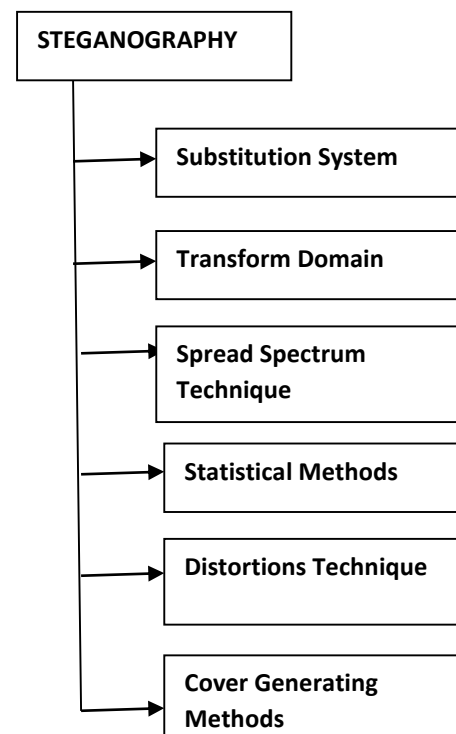 STEGANOGRAPHY
Substitution System
Transform Domain
Spread Spectrum
Technique
Statistical Methods
Distortions Technique
Cover Generating
Methods